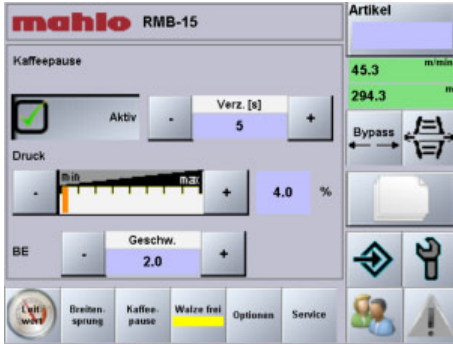 mahlo RMB-15
Artikel
Kaffeepause
45.3 m/min
294.3 m
Aktiv
-
Verz. [s]
5
+
Bypass
Druck
-
min
max
+
4.0 %
BE
-
Geschw.
2.0
+
Leit-
wert
Breiten-
sprung
Kaffee-
pause
Walze frei
Optionen
Service